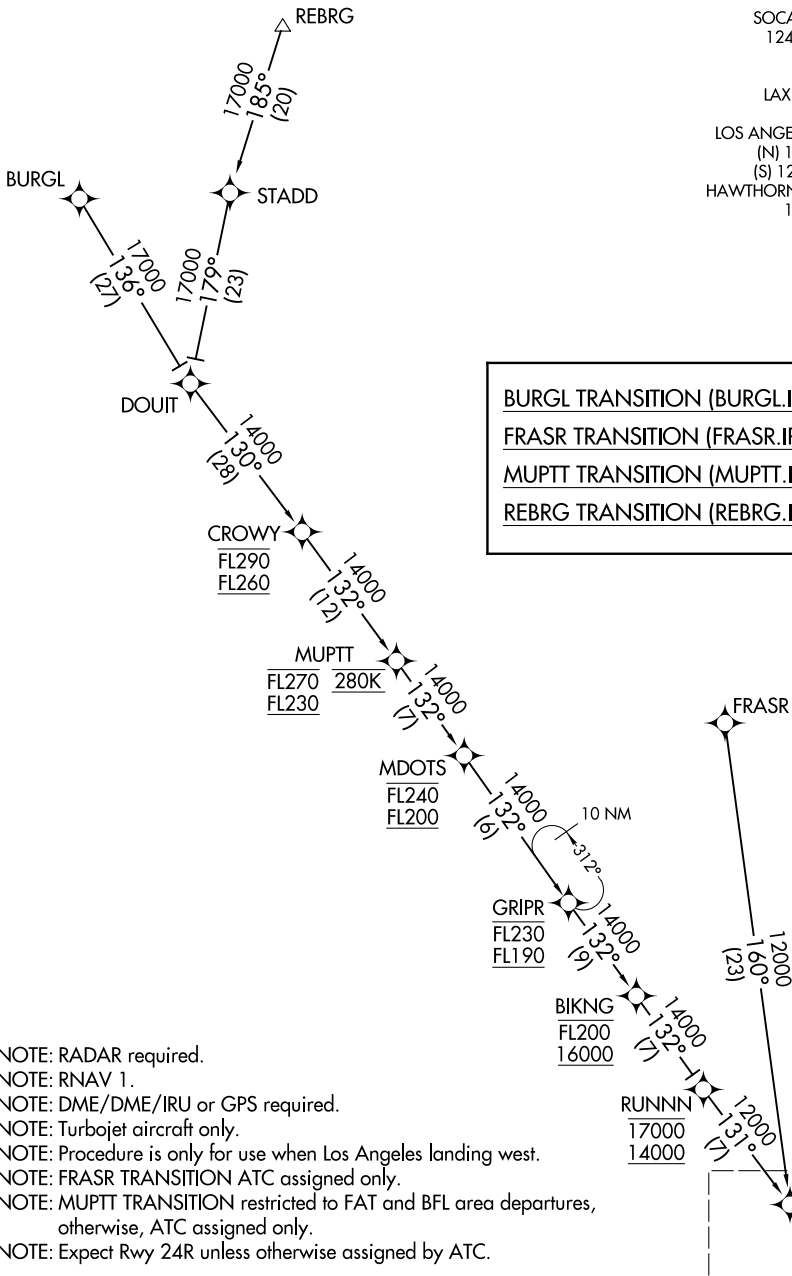 REBRG
17000
185°
(20)
SOCA
124
LAX
LOS ANGE
(N) 1
(S) 12
HAWTHORN
1
BURGL
STADD
17000
136°
(27)
17000
179°
(23)
DOUIT
BURGL TRANSITION (BURGL.I
FRASR TRANSITION (FRASR.IF
MUPTT TRANSITION (MUPTT.I
REBRG TRANSITION (REBRG.I
14000
130°
(28)
CROWY
FL290
FL260
14000
132°
(12)
MUPTT
FL270 280K
FL230
14000
132°
(7)
FRASR
MDOTS
FL240
FL200
14000
132°
(6)
10 NM
312°
GRIPR
FL230
FL190
14000
132°
(9)
12000
160°
(23)
BIKNG
FL200
16000
14000
132°
(7)
RUNNN
17000
14000
12000
131°
(7)
NOTE: RADAR required.
NOTE: RNAV 1.
NOTE: DME/DME/IRU or GPS required.
NOTE: Turbojet aircraft only.
NOTE: Procedure is only for use when Los Angeles landing west.
NOTE: FRASR TRANSITION ATC assigned only.
NOTE: MUPTT TRANSITION restricted to FAT and BFL area departures,
otherwise, ATC assigned only.
NOTE: Expect Rwy 24R unless otherwise assigned by ATC.